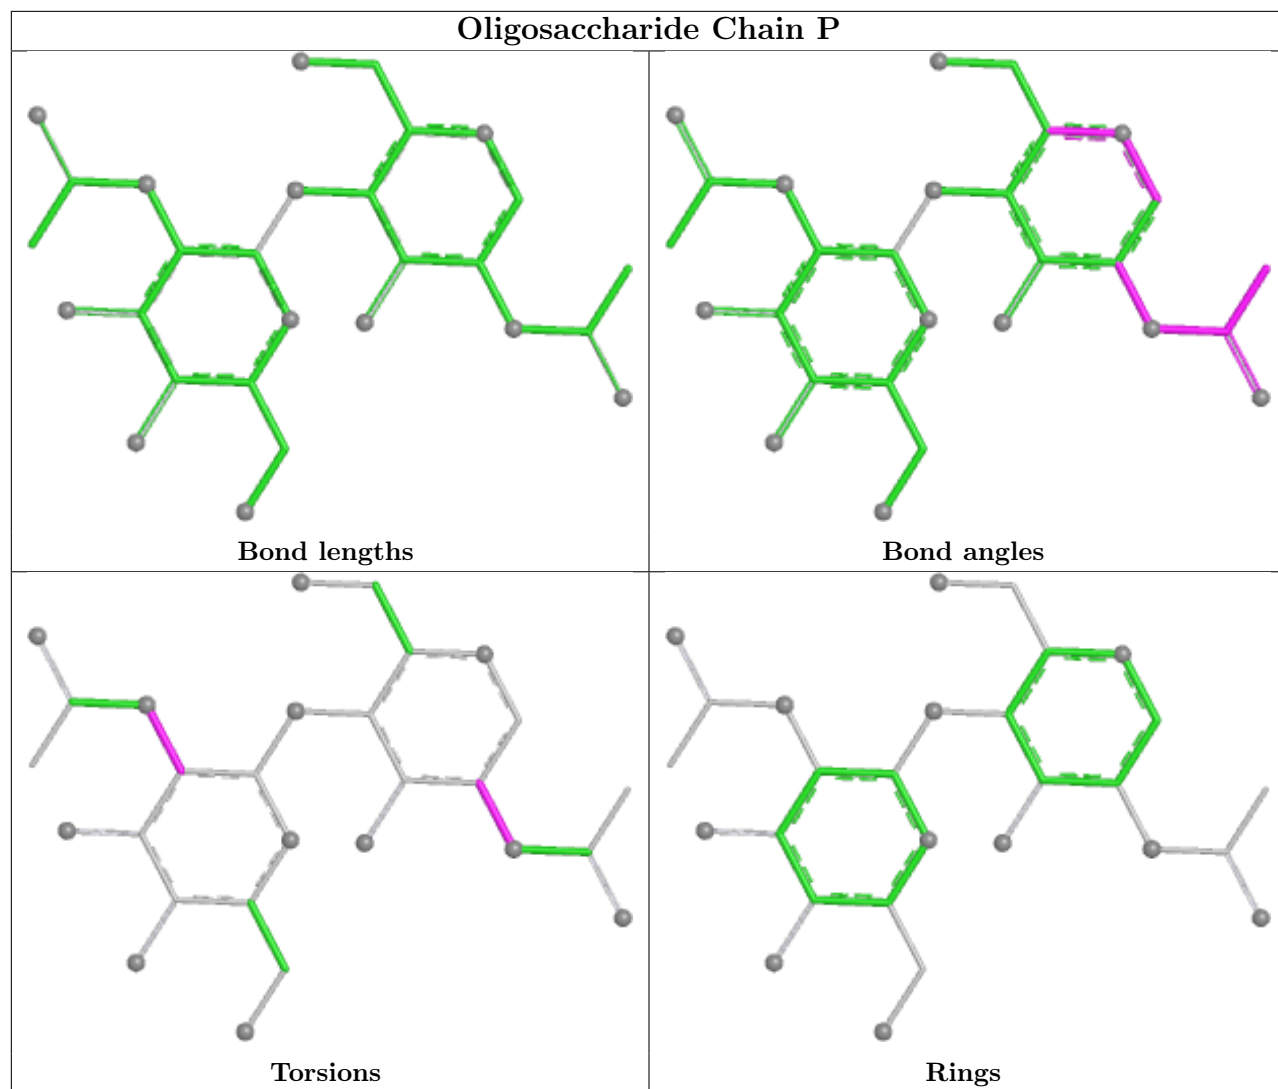 Oligosaccharide Chain P
Bond lengths
Bond angles
Torsions
Rings